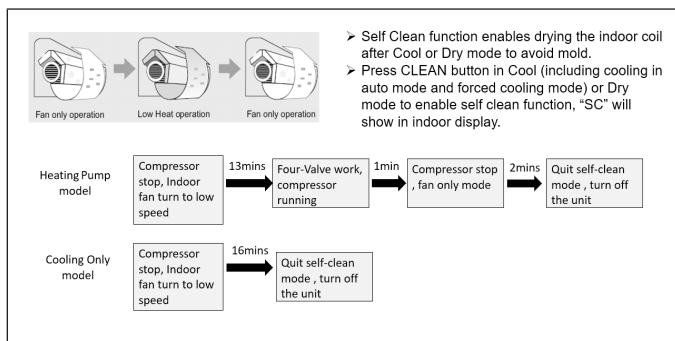 Fan only operation
Low Heat operation
Fan only operation
➢ Self Clean function enables drying the indoor coil
after Cool or Dry mode to avoid mold.
➢ Press CLEAN button in Cool (including cooling in
auto mode and forced cooling mode) or Dry
mode to enable self clean function, “SC” will
show in indoor display.
Heating Pump
model
Compressor
stop, Indoor
fan turn to low
speed
13mins
Four-Valve work,
compressor
running
1min
Compressor stop
, fan only mode
2mins
Quit self-clean
mode , turn off
the unit
Cooling Only
model
Compressor
stop, Indoor
fan turn to low
speed
16mins
Quit self-clean
mode , turn off
the unit